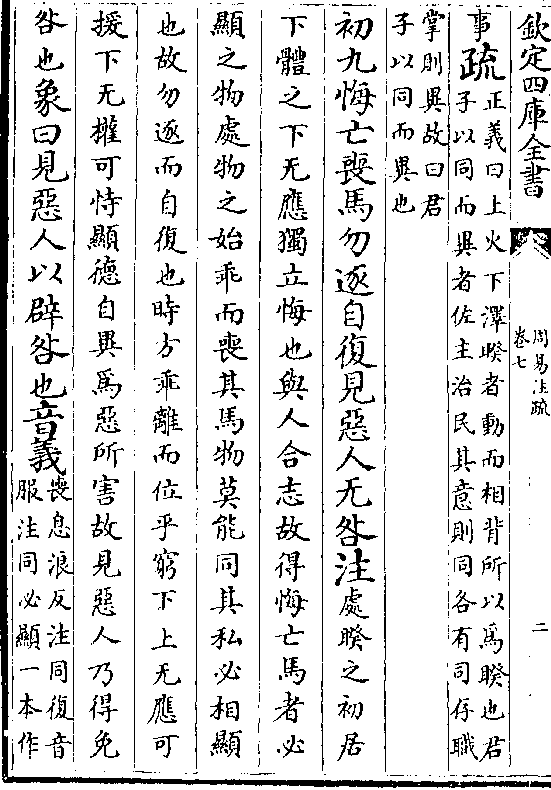 欽定四庫全書
周易注疏
卷七
二
事疏正義曰上火下澤睽者動而相背所以為睽也君
子以同而異者佐主治民其意則同各有司存職
掌則異故曰君
子以同而異也
初九悔亡喪馬勿逐自復見惡人无咎注處睽之初居
下體之下无應獨立悔也與人合志故得悔亡馬者必
顯之物處物之始乖而喪其馬物莫能同其私必相顯
也故勿逐而自復也時方乖離而位乎窮下上无應可
援下无權可恃顯德自異為惡所害故見惡人乃得免
咎也象曰見惡人以辟咎也音義喪息浪反注同復音
服注同必顯一本作